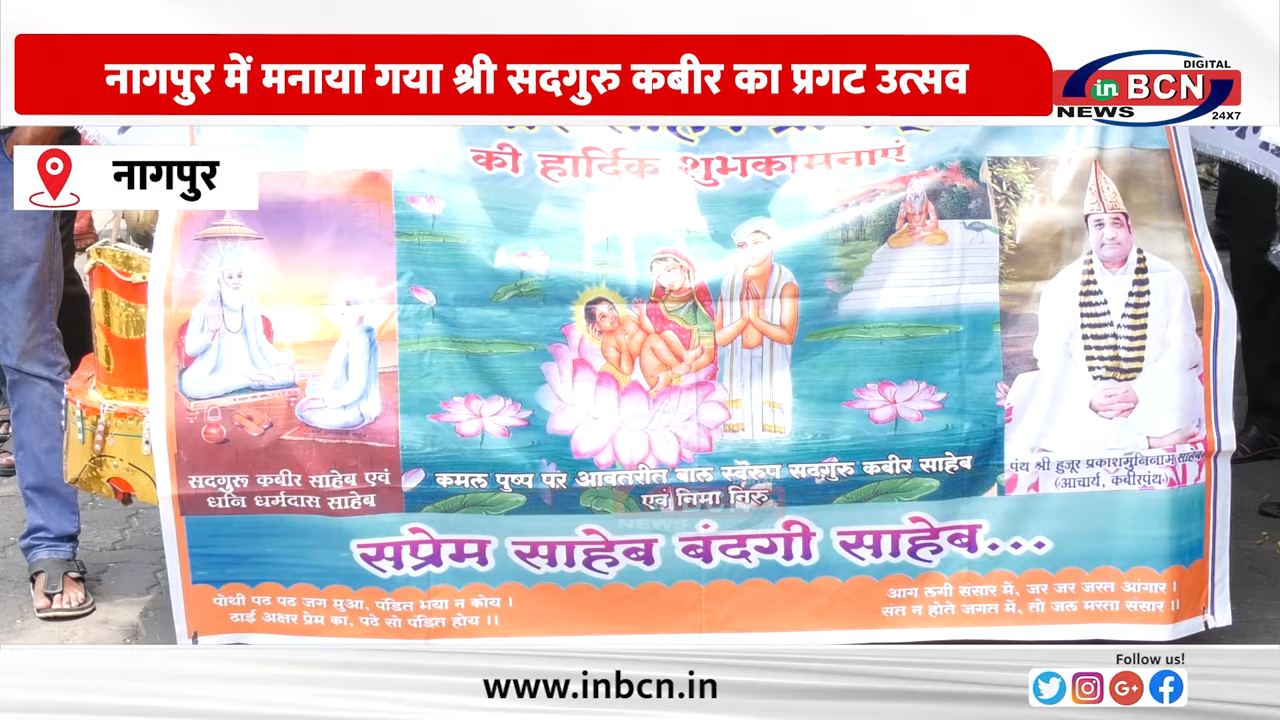 नागपुर में मनाया गया श्री सदगुरु कबीर का प्रगट उत्सव
DIGITAL
in BCN
NEWS
24X7
नागपुर
की हार्दिक शुभकामनाएं
सदगुरू कबीर साहेब एवं
धनि धर्मदास साहेब
कमल पुष्प पर अवतरीत बाल स्वरुप सदगुरु कबीर साहेब
एवं निमा निरु
पंथ श्री हुजूर प्रकाशमुनिनाम साहेब
(आचार्य, कबीरपंथ)
सप्रेम साहेब बंदगी साहेब...
पोथी पढ पढ जग मुआ, पंडित भया न कोय ।
ढाई अक्षर प्रेम का, पढे सो पंडित होय ।।
आग लगी संसार में, जर जर जरत अंगार ।
संत न होते जगत में, तो जल मरता संसार ।।
www.inbcn.in
Follow us!